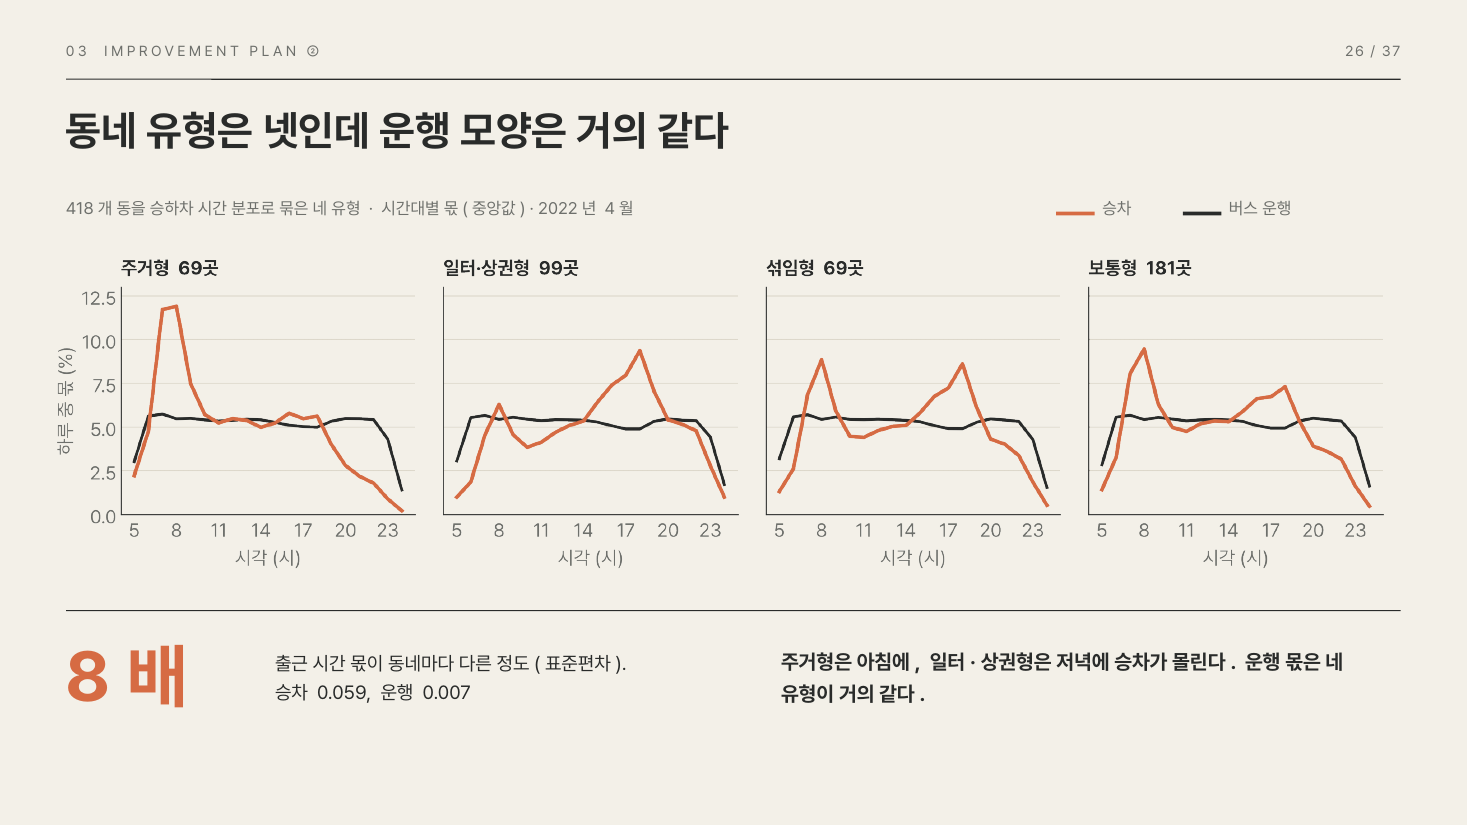 03 IMPROVEMENT PLAN ②
26 / 37
동네 유형은 넷인데 운행 모양은 거의 같다
418 개 동을 승하차 시간 분포로 묶은 네 유형 · 시간대별 몫 ( 중앙값 ) · 2022 년 4 월
승차 버스 운행
주거형 69곳
일터·상권형 99곳
섞임형 69곳
보통형 181곳
하루 중 몫 (%)
12.5
10.0
7.5
5.0
2.5
0.0
5 8 11 14 17 20 23
시각 (시)
5 8 11 14 17 20 23
시각 (시)
5 8 11 14 17 20 23
시각 (시)
5 8 11 14 17 20 23
시각 (시)
8 배
출근 시간 몫이 동네마다 다른 정도 ( 표준편차 ).
승차 0.059, 운행 0.007
주거형은 아침에 , 일터 · 상권형은 저녁에 승차가 몰린다 . 운행 몫은 네
유형이 거의 같다 .